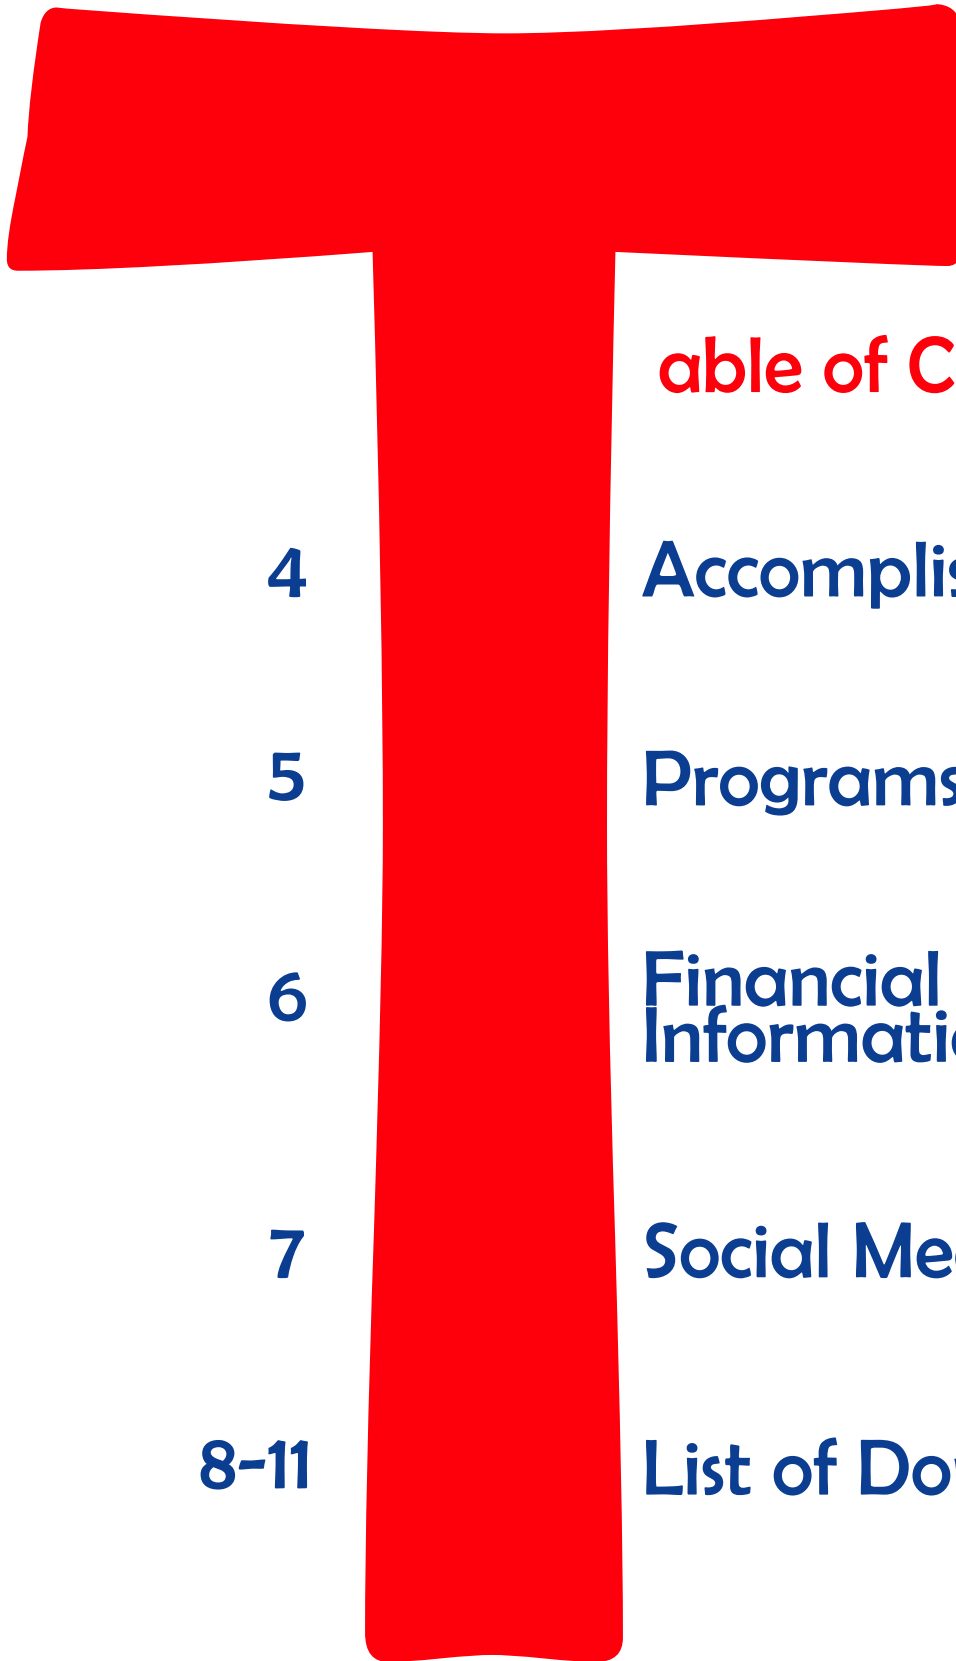 T
able of C
4 Accomplis
5 Programs
6 Financial
Informati
7 Social Me
8-11 List of Do